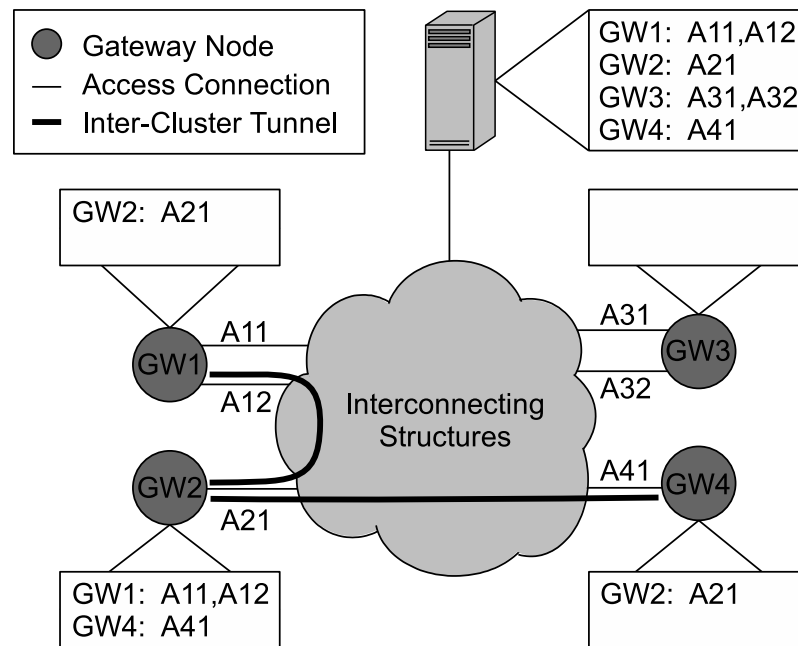 Gateway Node
Access Connection
Inter-Cluster Tunnel
GW1: A11,A12
GW2: A21
GW3: A31,A32
GW4: A41
GW2: A21
A11
GW1
A12
A31
GW3
A32
Interconnecting
Structures
GW2
A21
A41
GW4
GW1: A11,A12
GW4: A41
GW2: A21